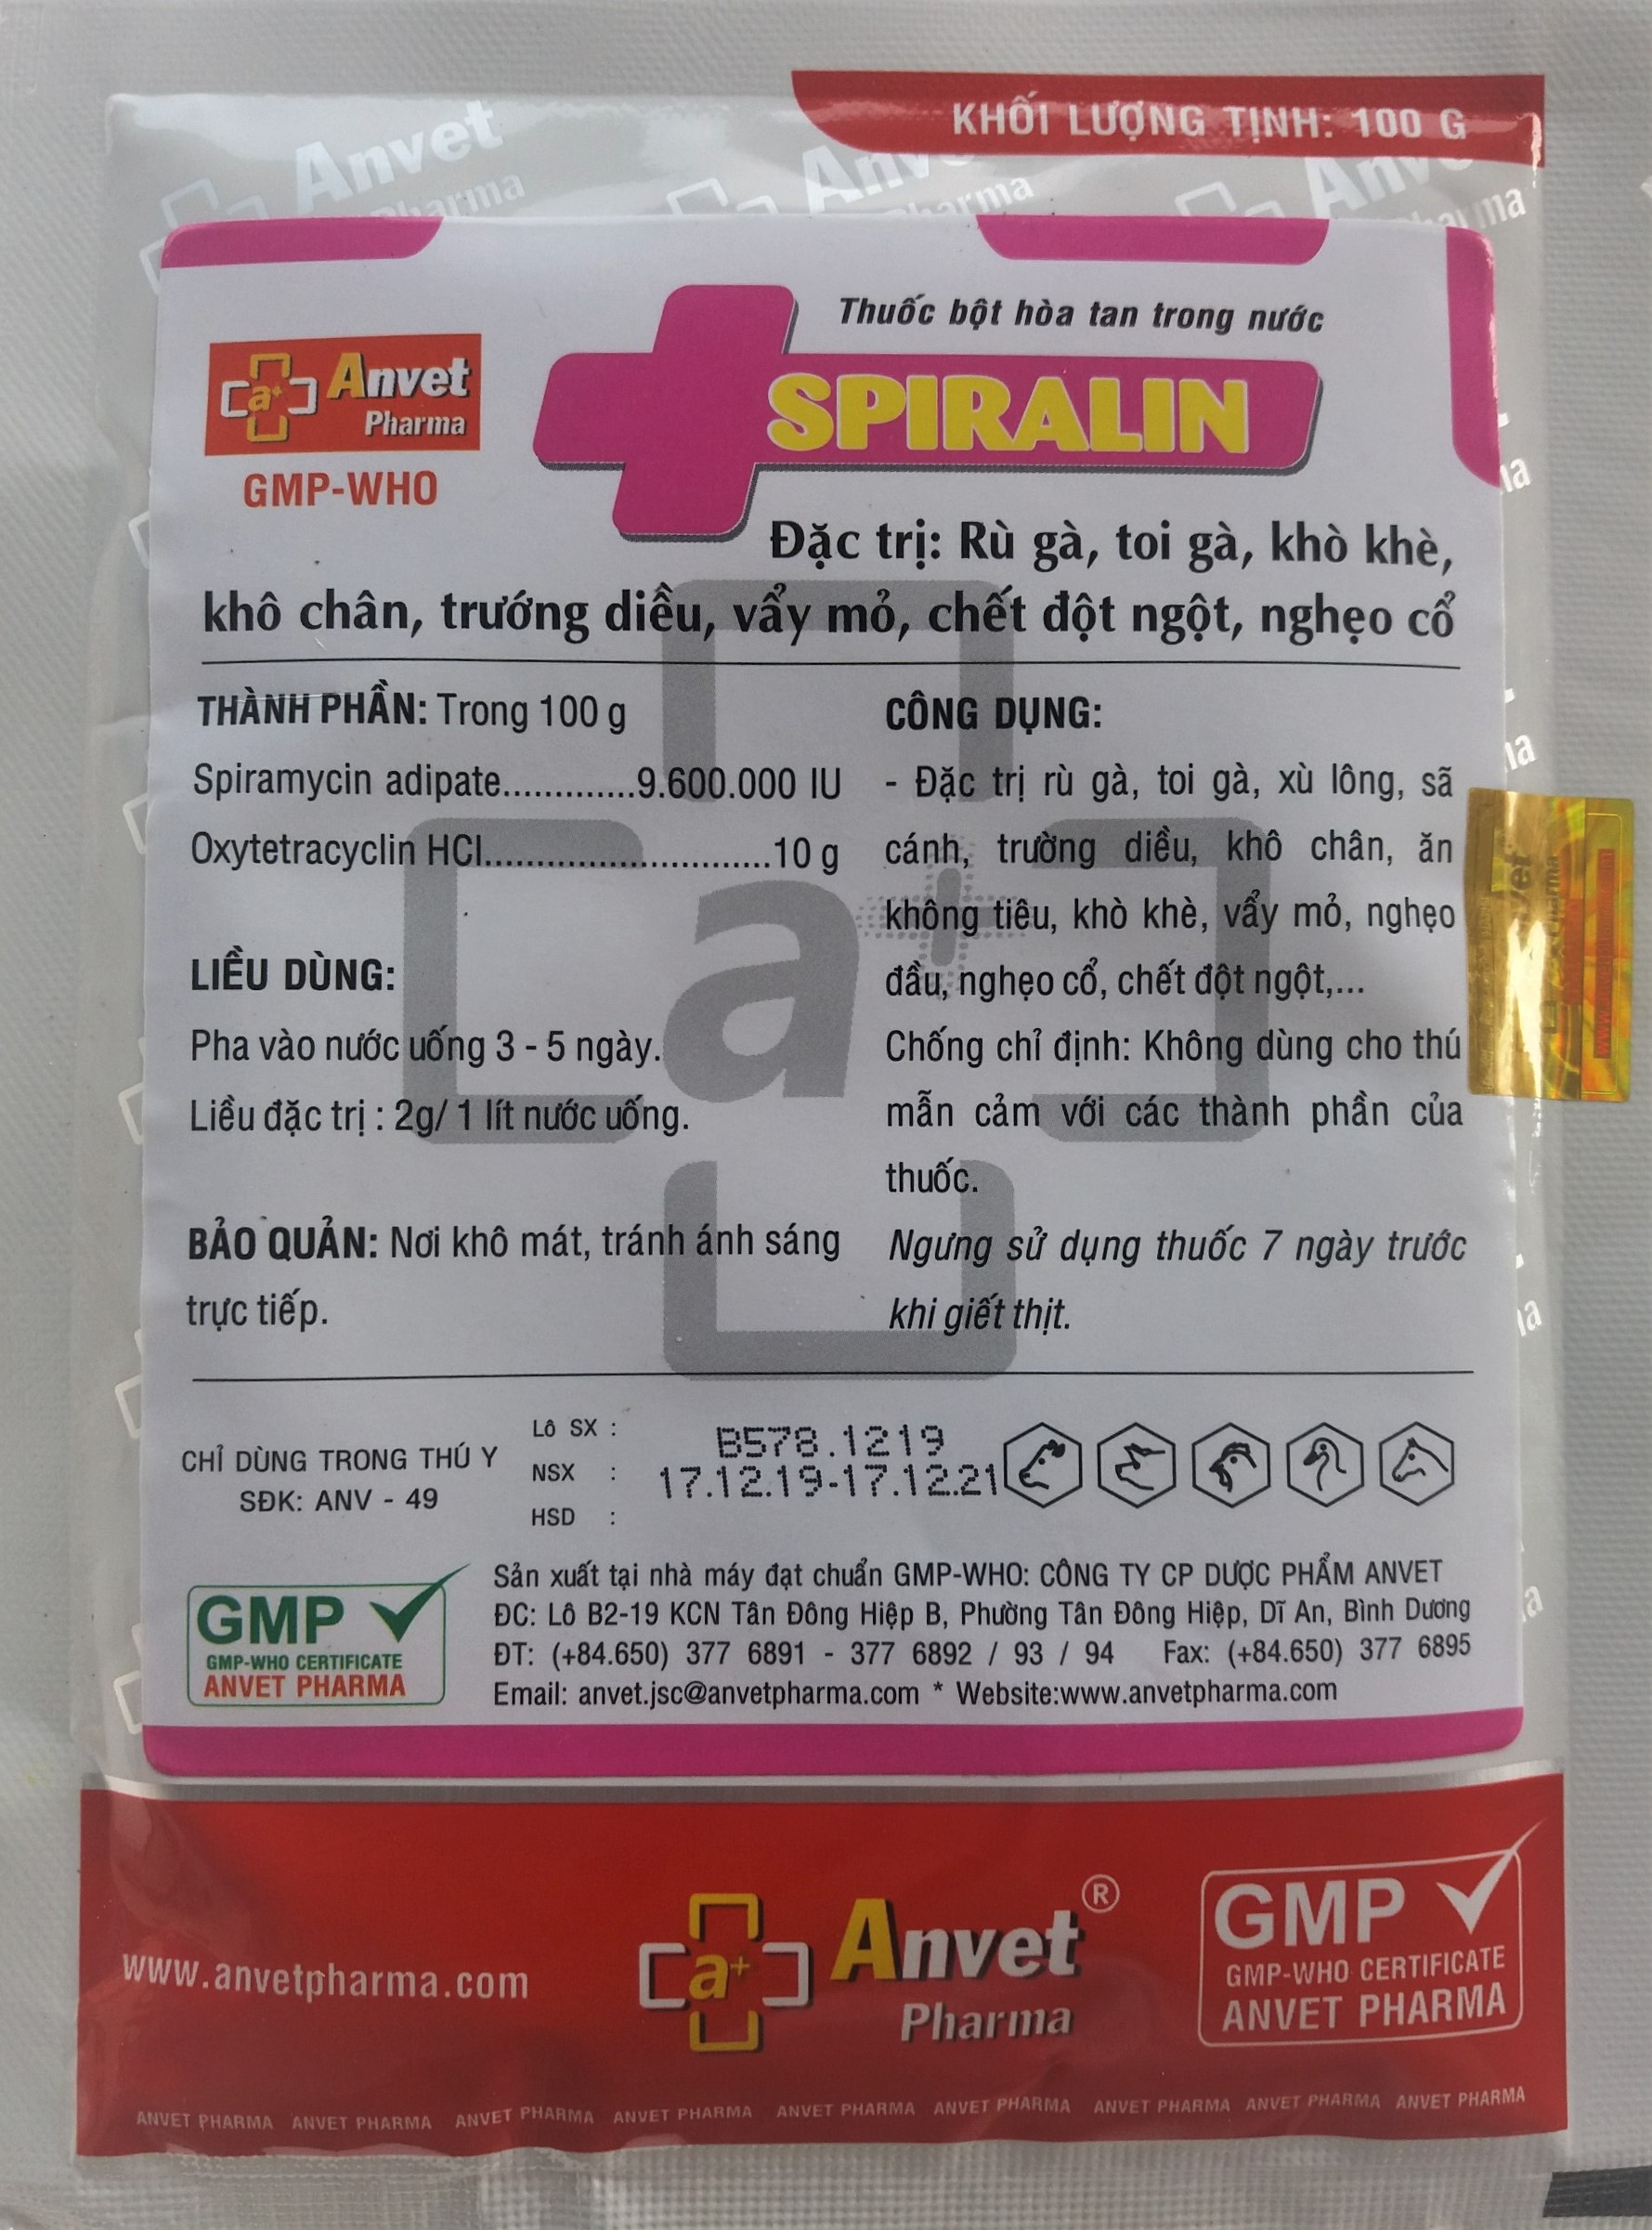 KHỐI LƯỢNG TỊNH: 100 G
Anvet
Pharma
Thuốc bột hòa tan trong nước
a+ Anvet
Pharma
GMP-WHO
SPIRALIN
Đặc trị: Rù gà, toi gà, khò khè,
khô chân, trướng diều, vẩy mỏ, chết đột ngột, nghẹo cổ
THÀNH PHẦN: Trong 100 g
Spiramycin adipate.............9.600.000 IU
Oxytetracyclin HCl...........................10 g
LIỀU DÙNG:
Pha vào nước uống 3 - 5 ngày.
Liều đặc trị : 2g/ 1 lít nước uống.
BẢO QUẢN: Nơi khô mát, tránh ánh sáng
trực tiếp.
CÔNG DỤNG:
- Đặc trị rù gà, toi gà, xù lông, sã
cánh, trường diều, khô chân, ăn
không tiêu, khò khè, vẩy mỏ, nghẹo
đầu, nghẹo cổ, chết đột ngột,...
Chống chỉ định: Không dùng cho thú
mẫn cảm với các thành phần của
thuốc.
Ngưng sử dụng thuốc 7 ngày trước
khi giết thịt.
a+
CHỈ DÙNG TRONG THÚ Y
SĐK: ANV - 49
Lô SX :
NSX :
HSD :
B578.1219
17.12.19-17.12.21
GMP
GMP-WHO CERTIFICATE
ANVET PHARMA
Sản xuất tại nhà máy đạt chuẩn GMP-WHO: CÔNG TY CP DƯỢC PHẨM ANVET
ĐC: Lô B2-19 KCN Tân Đông Hiệp B, Phường Tân Đông Hiệp, Dĩ An, Bình Dương
ĐT: (+84.650) 377 6891 - 377 6892 / 93 / 94 Fax: (+84.650) 377 6895
Email: anvet.jsc@anvetpharma.com * Website:www.anvetpharma.com
www.anvetpharma.com
a+ Anvet ®
Pharma
GMP
GMP-WHO CERTIFICATE
ANVET PHARMA
ANVET PHARMA ANVET PHARMA ANVET PHARMA ANVET PHARMA ANVET PHARMA ANVET PHARMA ANVET PHARMA ANVET PHARMA ANVET PHARMA